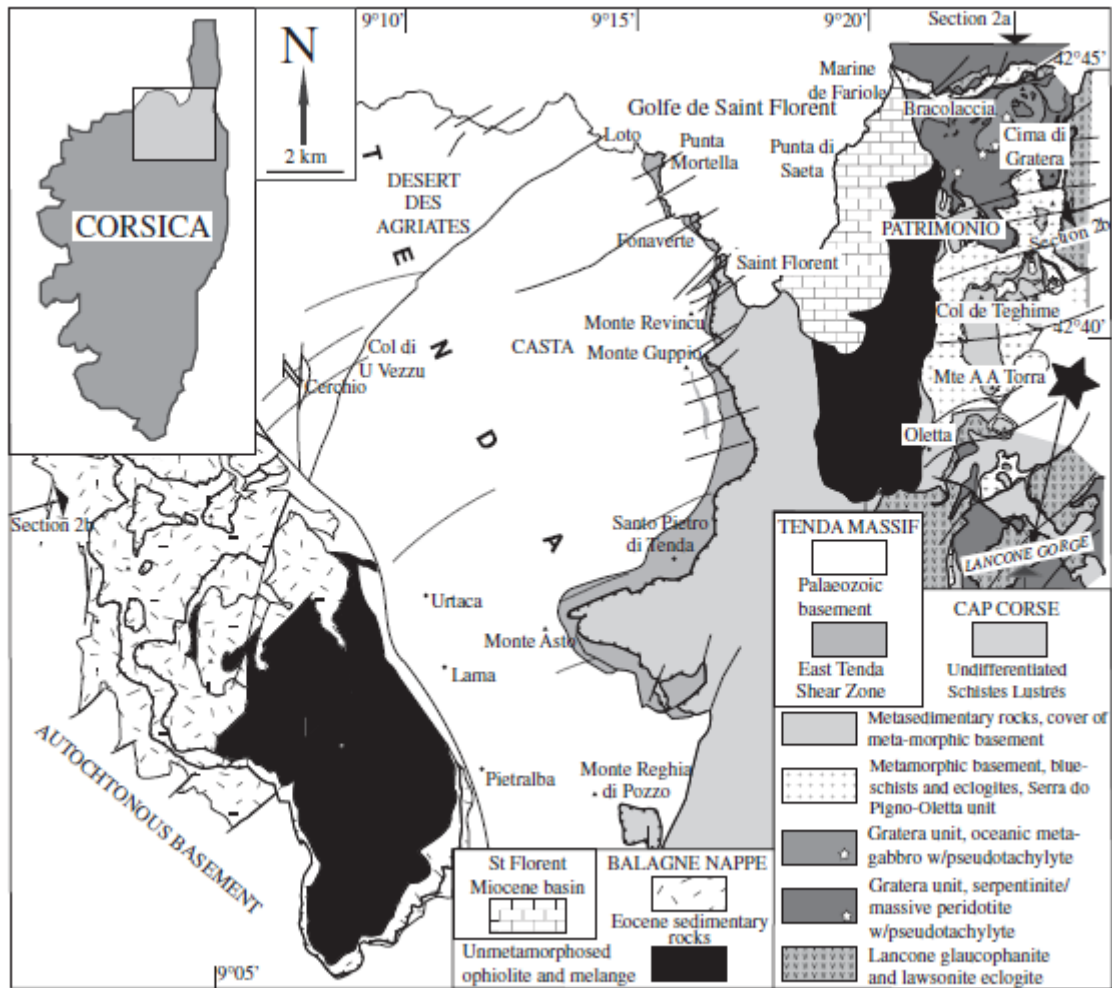 9°10'
9°15'
9°20'
Section 2a
42°45'
N
2 km
CORSICA
Marine
de Fariole
Bracolaccia
Golfe de Saint Florent
Cima di
Gratera
Loto
Punta
Mortella
Punta di
Saeta
T
E
N
D
A
DESERT
DES
AGRIATES
PATRIMONIO
Section 2b
Fonaverte
Saint Florent
Col de Teghime
42°40'
Monte Revincu
CASTA
Monte Guppio
Col di
U Vezzu
Cerchio
Mte A A Torra
Oletta
Section 2b
Santo Pietro
di Tenda
LANCONE GORGE
Urtaca
Monte Asto
Lama
Pietralba
Monte Reghia
di Pozzo
AUTOCHTONOUS BASEMENT
9°05'
TENDA MASSIF
Palaeozoic
basement
East Tenda
Shear Zone
CAP CORSE
Undifferentiated
Schistes Lustrés
Metasedimentary rocks, cover of
meta-morphic basement
Metamorphic basement, blue-
schists and eclogites, Serra do
Pigno-Oletta unit
Gratera unit, oceanic meta-
gabbro w/pseudotachylyte
Gratera unit, serpentinite/
massive peridotite
w/pseudotachylyte
Lancone glaucophanite
and lawsonite eclogite
St Florent
Miocene basin
BALAGNE NAPPE
Eocene sedimentary
rocks
Unmetamorphosed
ophiolite and melange